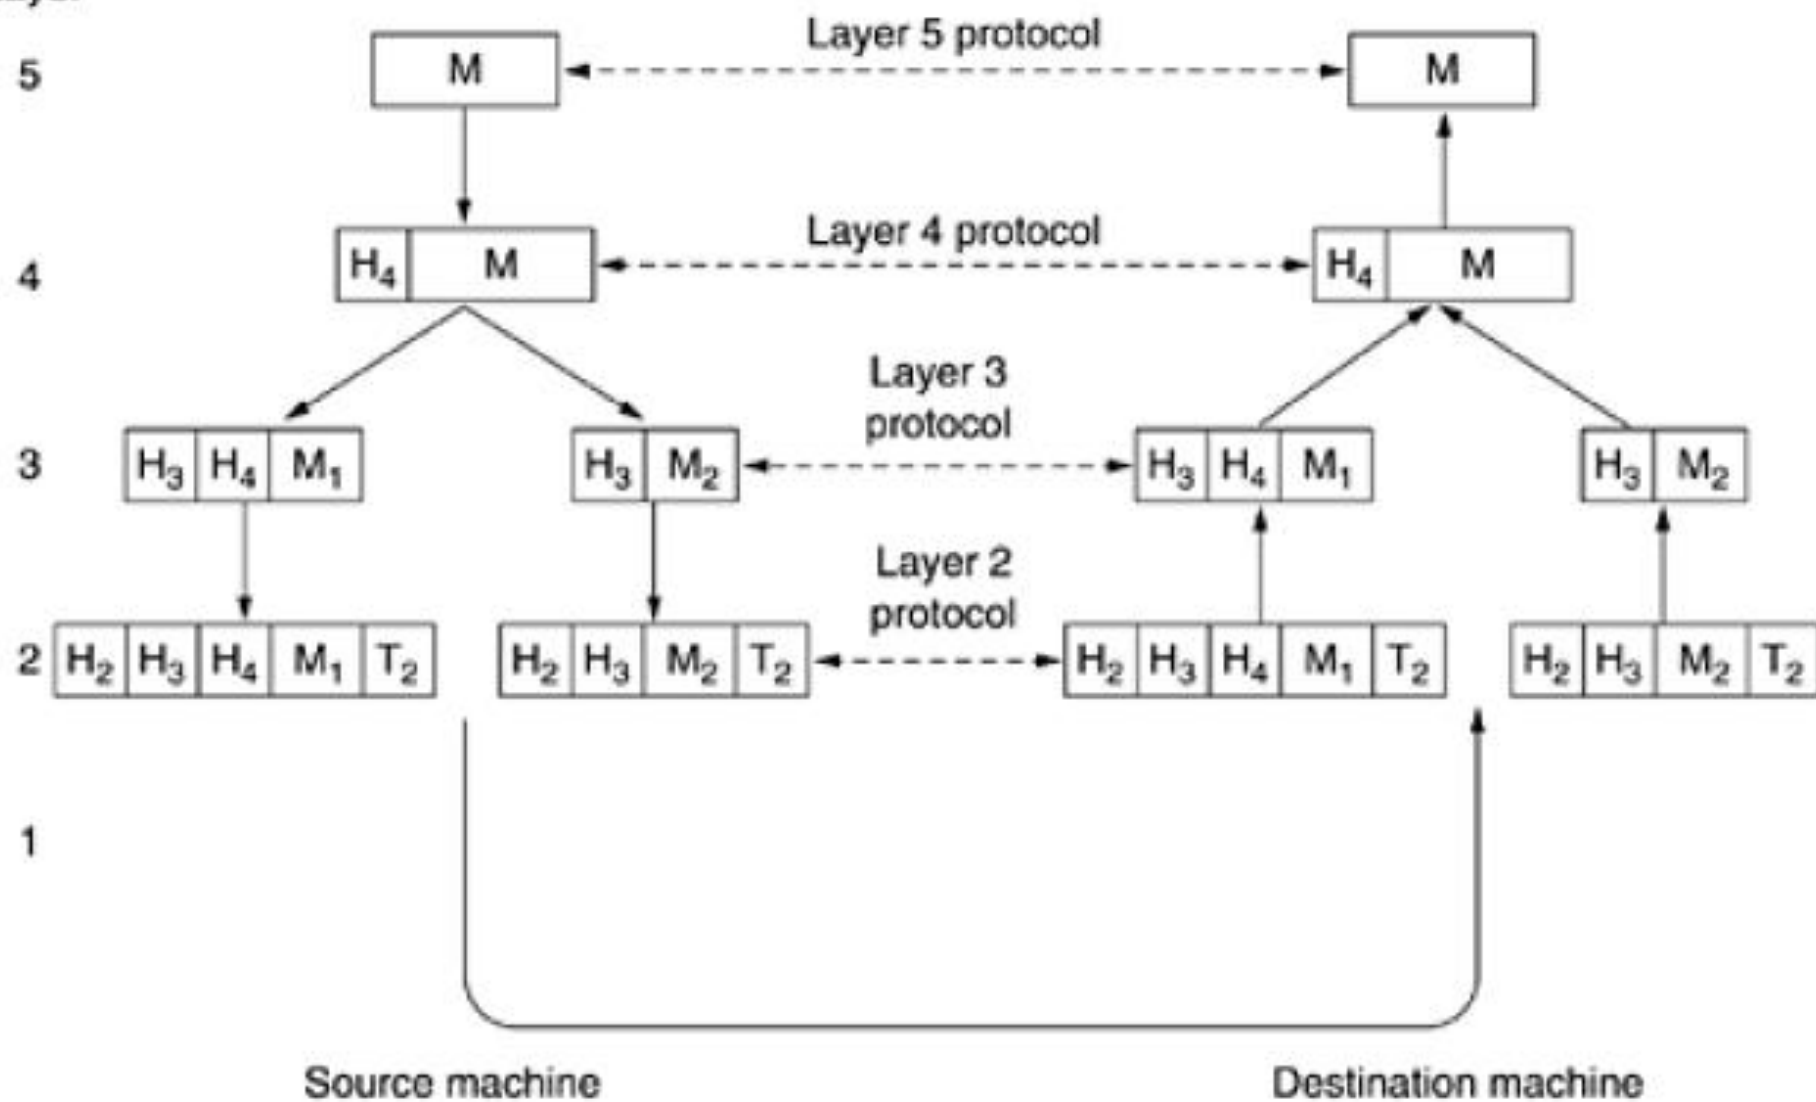 Layer 5 protocol
5 M M
Layer 4 protocol
4 H4 M H4 M
Layer 3
protocol
3 H3 H4 M1 H3 M2 H3 H4 M1 H3 M2
Layer 2
protocol
2 H2 H3 H4 M1 T2 H2 H3 M2 T2 H2 H3 H4 M1 T2 H2 H3 M2 T2
1
Source machine Destination machine